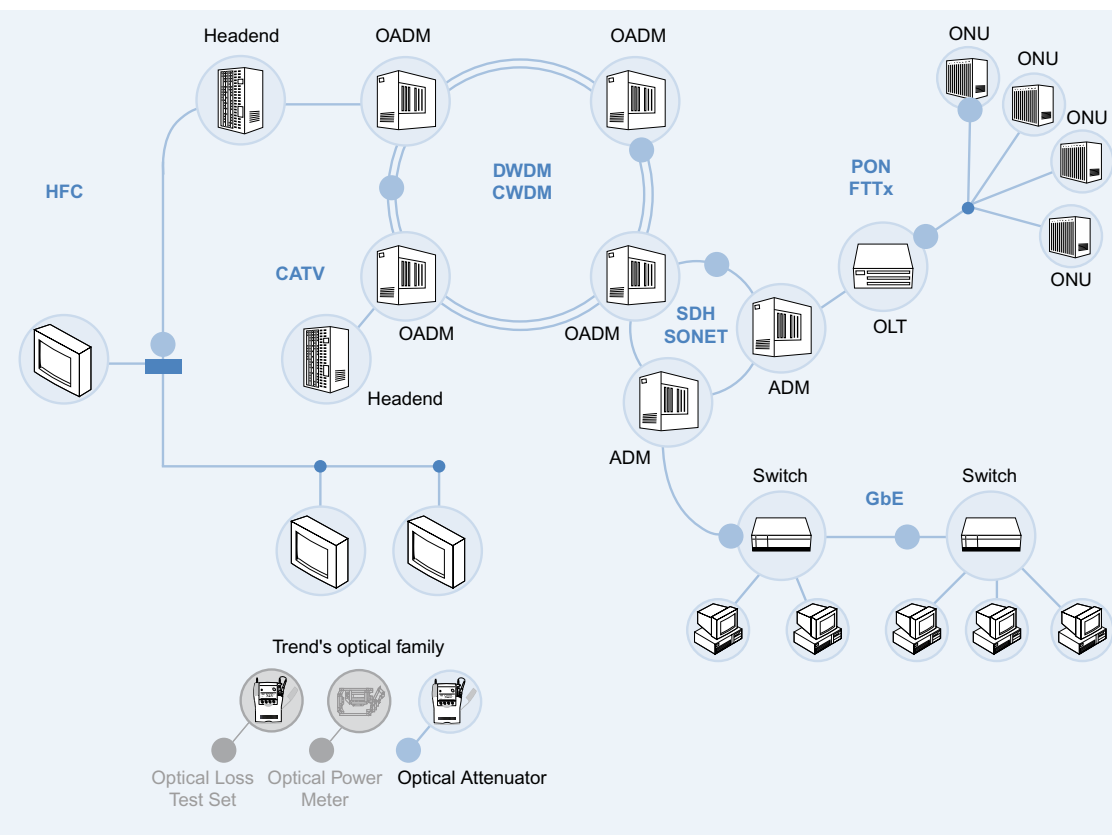 Headend
OADM
OADM
ONU
ONU
ONU
ONU
HFC
DWDM
CWDM
PON
FTTx
CATV
OADM
OADM
SDH
SONET
OLT
Headend
ADM
ADM
Switch
GbE
Switch
Trend's optical family
Optical Loss
Test Set
Optical Power
Meter
Optical Attenuator